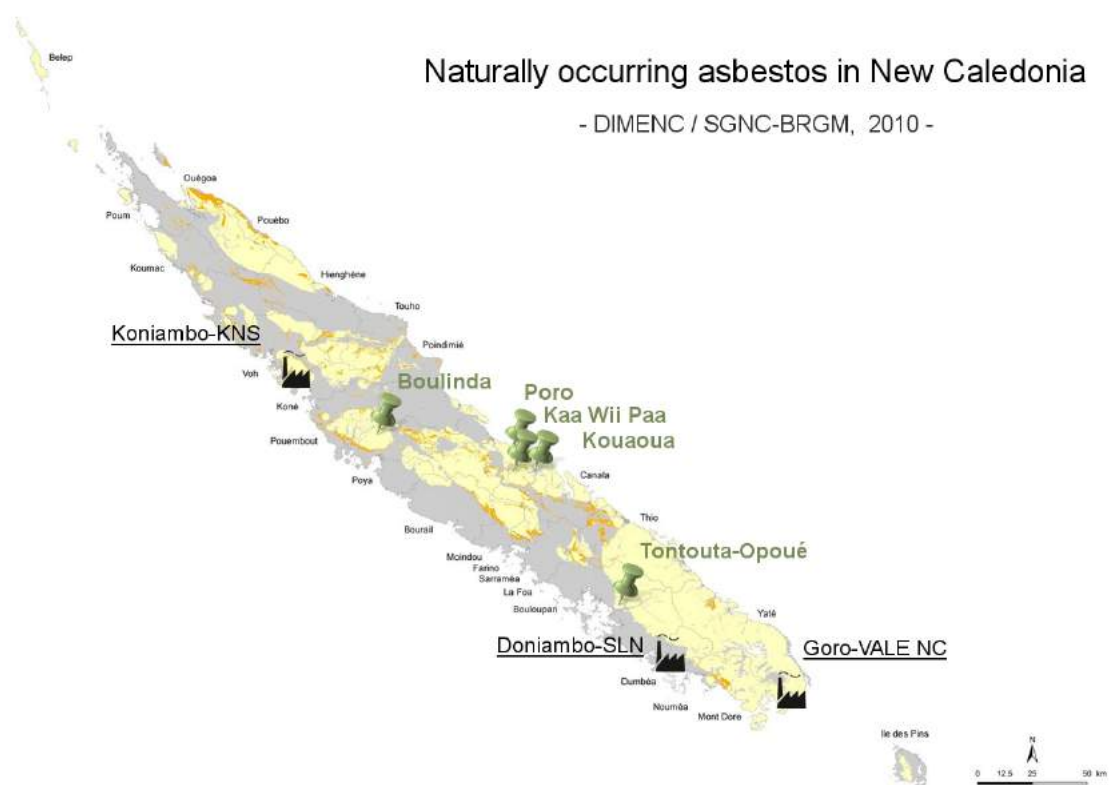 Naturally occurring asbestos in New Caledonia
- DIMENC / SGNC-BRGM, 2010 -
Belep
Ouégoa
Poum
Pouébo
Koumac
Hienghène
Touho
Koniambo-KNS
Poindimié
Voh
Boulinda
Poro
Koné
Kaa Wii Paa
Pouembout
Kouaoua
Poya
Canala
Thio
Bourail
Tontouta-Opoué
Moindou
Farino
Sarraméa
La Foa
Bouloupari
Yaté
Doniambo-SLN
Goro-VALE NC
Dumbéa
Nouméa
Mont Dore
Ile des Pins
N
0 12.5 25 50 km